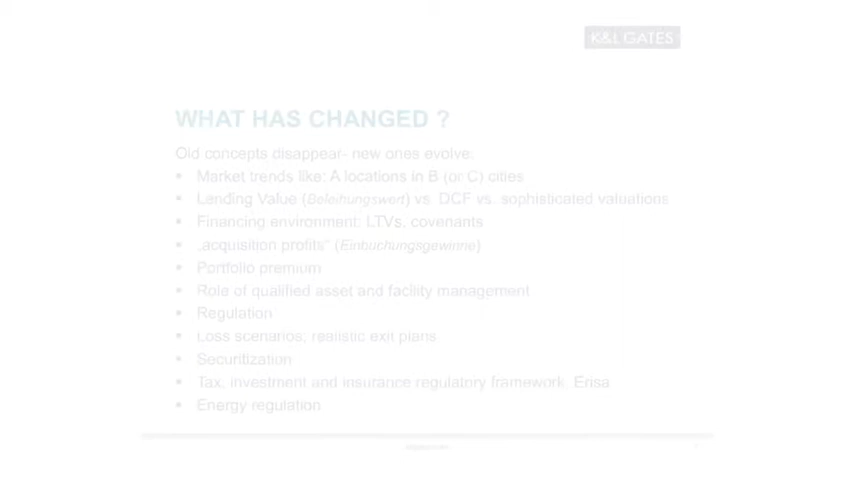 K&L GATES
WHAT HAS CHANGED ?
Old concepts disappear- new ones evolve:
▪ Market trends like: A locations in B (or C) cities
▪ Lending Value (Beleihungswert) vs. DCF vs. sophisticated valuations
▪ Financing environment: LTVs, covenants
▪ „acquisition profits“ (Einbuchungsgewinne)
▪ Portfolio premium
▪ Role of qualified asset and facility management
▪ Regulation
▪ Loss scenarios; realistic exit plans
▪ Securitization
▪ Tax, investment and insurance regulatory framework, Erisa
▪ Energy regulation